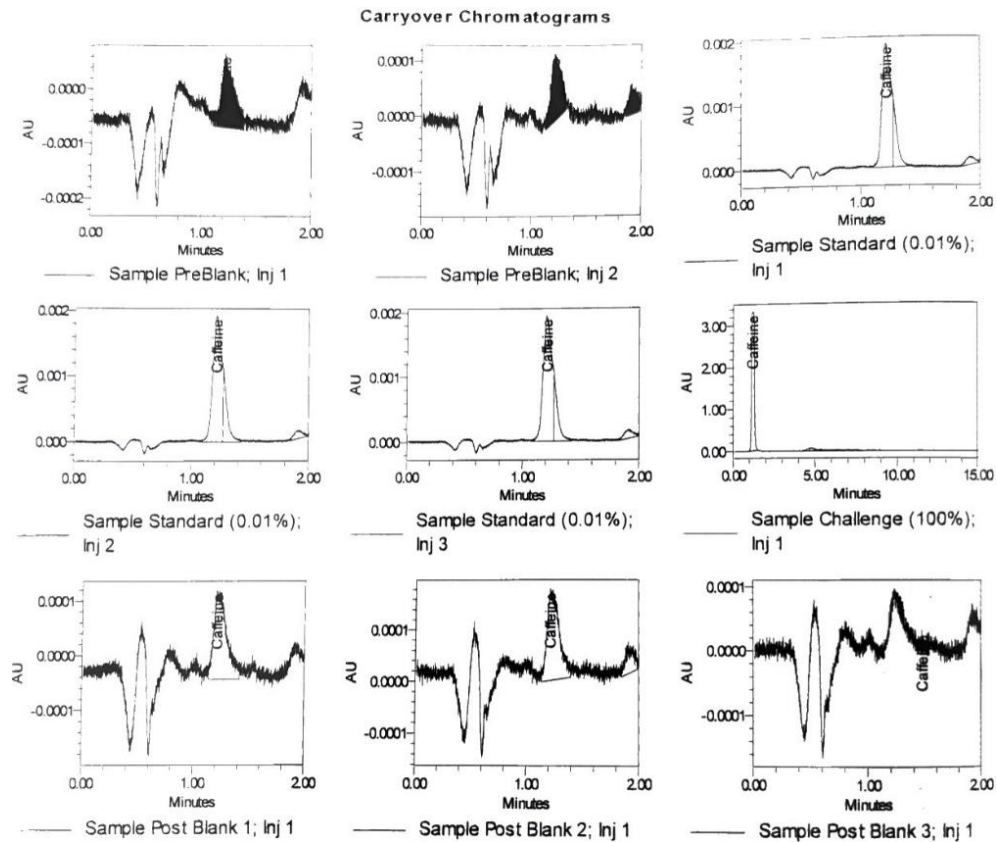 Carryover Chromatograms
0.0000
-0.0001
-0.0002
AU
0.00
1.00
2.00
Minutes
Sample PreBlank; Inj 1
0.0001
0.0000
-0.0001
AU
0.00
1.00
2.00
Minutes
Sample PreBlank; Inj 2
0.002
0.001
0.000
AU
Caffeine
0.00
1.00
2.00
Minutes
Sample Standard (0.01%);
Inj 1
0.002
0.001
0.000
AU
Caffeine
0.00
1.00
2.00
Minutes
Sample Standard (0.01%);
Inj 2
0.002
0.001
0.000
AU
Caffeine
0.00
1.00
2.00
Minutes
Sample Standard (0.01%);
Inj 3
3.00
2.00
1.00
0.00
AU
Caffeine
0.00
5.00
10.00
15.00
Minutes
Sample Challenge (100%);
Inj 1
0.0001
0.0000
-0.0001
AU
Caffeine
0.00
1.00
2.00
Minutes
Sample Post Blank 1; Inj 1
0.0001
0.0000
-0.0001
AU
Caffeine
0.00
1.00
2.00
Minutes
Sample Post Blank 2; Inj 1
0.0001
0.0000
-0.0001
AU
0.00
1.00
2.00
Minutes
Sample Post Blank 3; Inj 1